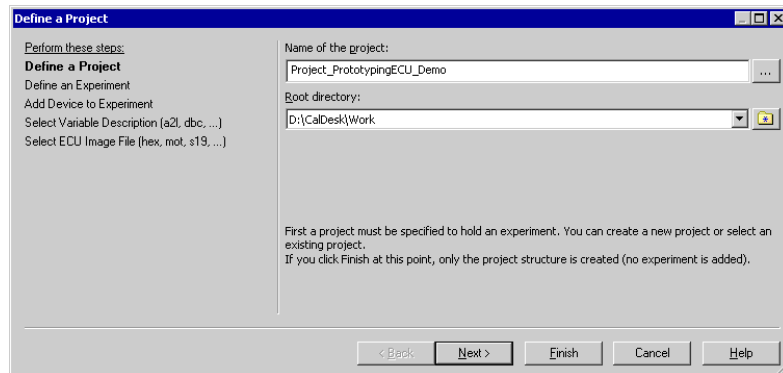 Define a Project
Perform these steps:
Define a Project
Define an Experiment
Add Device to Experiment
Select Variable Description (a2l, dbc, ...)
Select ECU Image File (hex, mot, s19, ...)
Name of the project:
Project_PrototypingECU_Demo
...
Root directory:
D:\CalDesk\Work
First a project must be specified to hold an experiment. You can create a new project or select an
existing project.
If you click Finish at this point, only the project structure is created (no experiment is added).
< Back
Next >
Finish
Cancel
Help